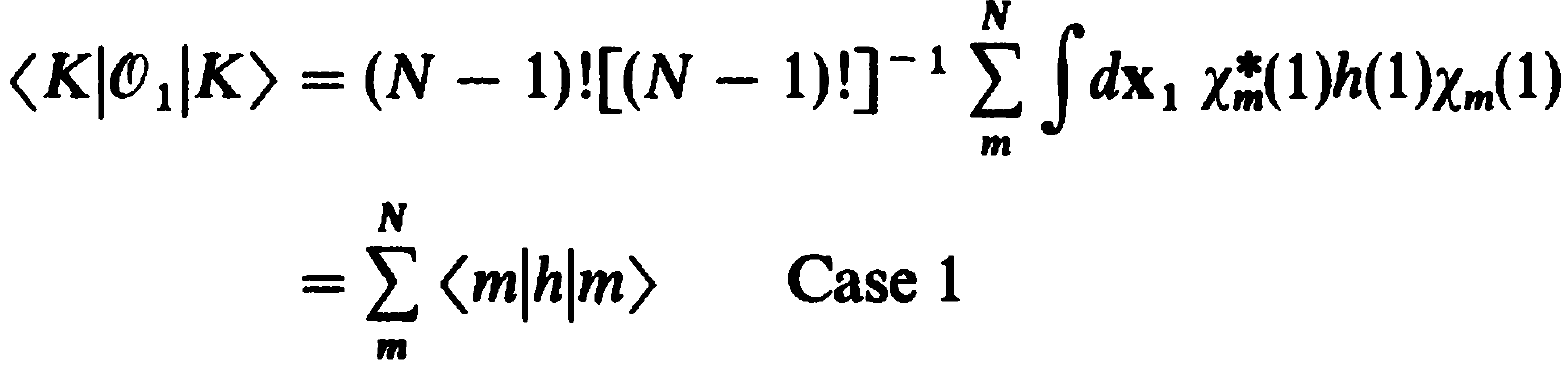 ⟨K|𝒪₁|K⟩ = (N − 1)![(N − 1)!]⁻¹ ∑ₘᴺ ∫dx₁ χₘ*(1)h(1)χₘ(1)
= ∑ₘᴺ ⟨m|h|m⟩ Case 1